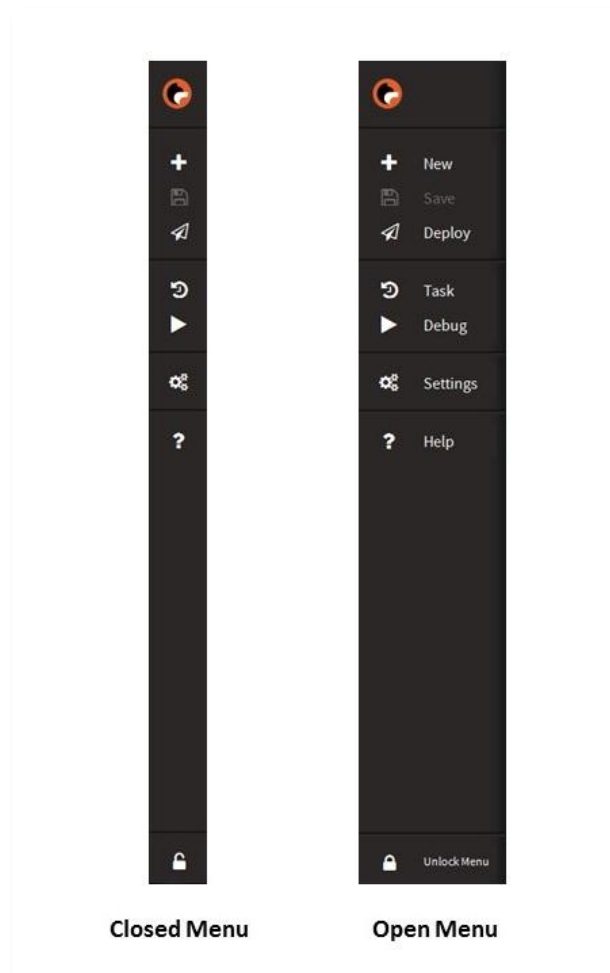 New
Save
Deploy
Task
Debug
Settings
? Help
?
Unlock Menu
Closed Menu
Open Menu